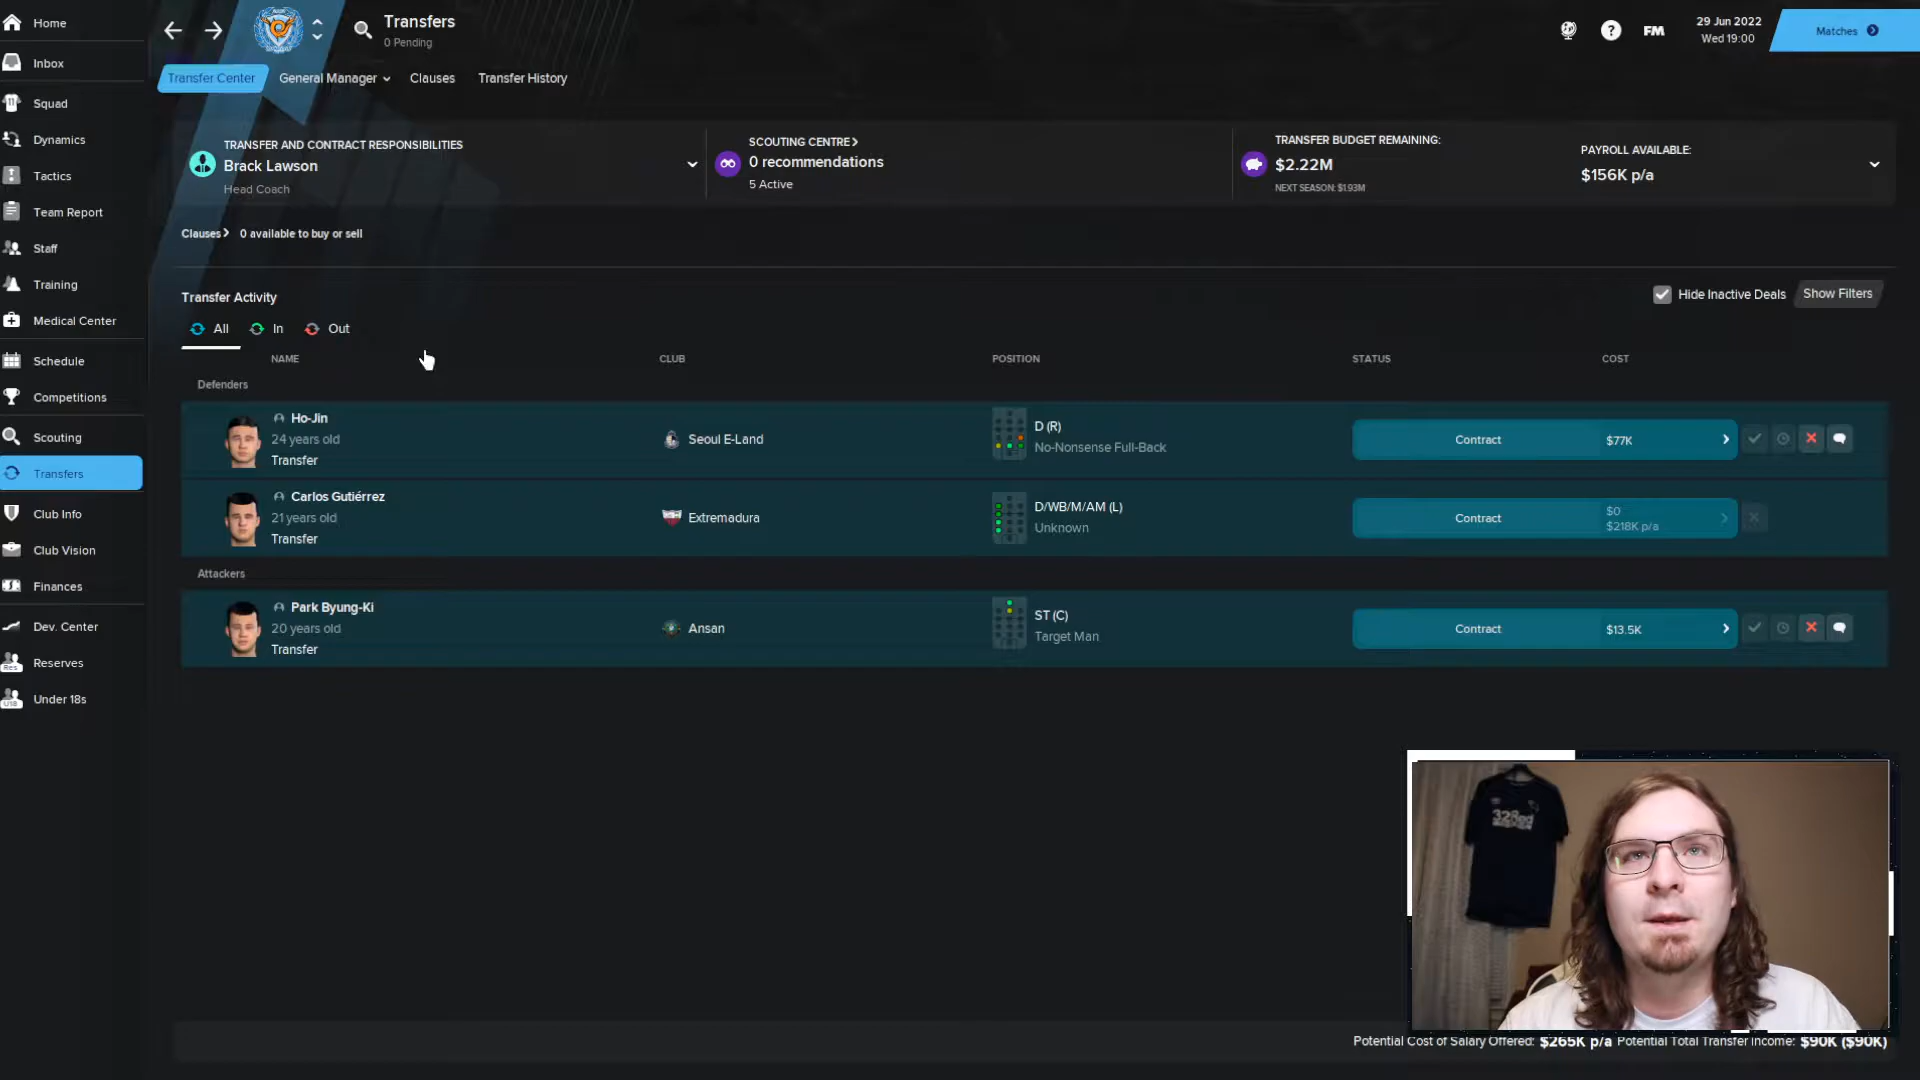 Home
Inbox
Squad
Dynamics
Tactics
Team Report
Staff
Training
Medical Center
Schedule
Competitions
Scouting
Transfers
Club Info
Club Vision
Finances
Dev. Center
Res
Reserves
U18
Under 18s
Transfers
0 Pending
?
FM
29 Jun 2022
Wed 19:00
Matches
Transfer Center
General Manager
Clauses
Transfer History
TRANSFER AND CONTRACT RESPONSIBILITIES
Brack Lawson
Head Coach
SCOUTING CENTRE
0 recommendations
5 Active
TRANSFER BUDGET REMAINING:
$2.22M
NEXT SEASON: $1.93M
PAYROLL AVAILABLE:
$156K p/a
Clauses 0 available to buy or sell
Transfer Activity
Hide Inactive Deals
Show Filters
All
In
Out
NAME CLUB POSITION STATUS COST
Defenders
Ho-Jin
24 years old
Transfer
Seoul E-Land
D (R)
No-Nonsense Full-Back
Contract
$77K
Carlos Gutiérrez
21 years old
Transfer
Extremadura
D/WB/M/AM (L)
Unknown
Contract
$0
$218K p/a
Attackers
Park Byung-Ki
20 years old
Transfer
Ansan
ST (C)
Target Man
Contract
$13.5K
Potential Cost of Salary Offered: $265K p/a Potential Total Transfer Income: $90K ($90K)